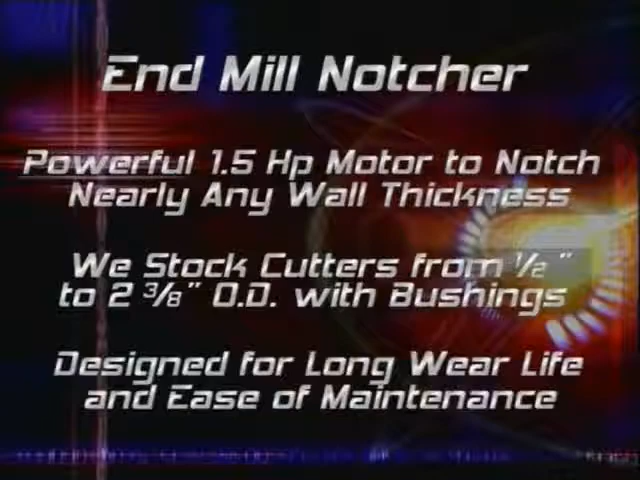 End Mill Notcher
Powerful 1.5 Hp Motor to Notch
Nearly Any Wall Thickness
We Stock Cutters from ½"
to 2 ⅜" O.D. with Bushings
Designed for Long Wear Life
and Ease of Maintenance